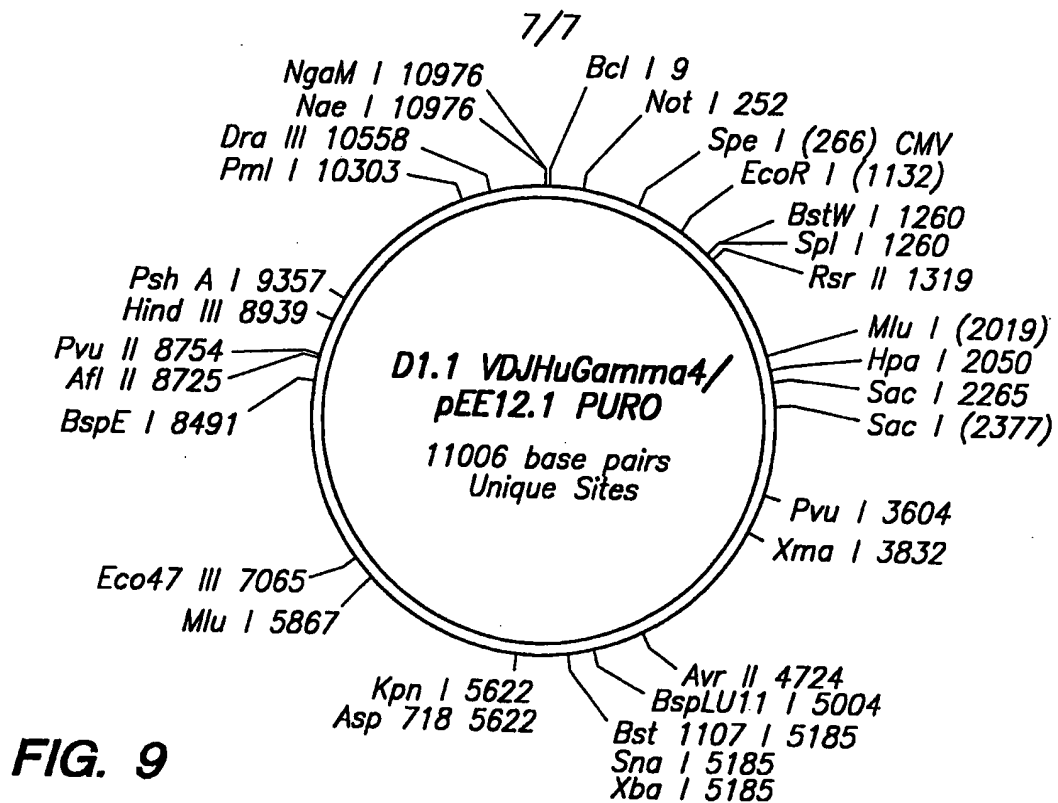 7/7
NgaM I 10976
Nae I 10976
Dra III 10558
Pml I 10303
Bcl I 9
Not I 252
Spe I (266) CMV
EcoR I (1132)
BstW I 1260
Spl I 1260
Rsr II 1319
Psh A I 9357
Hind III 8939
Pvu II 8754
Afl II 8725
BspE I 8491
Mlu I (2019)
Hpa I 2050
Sac I 2265
Sac I (2377)
D1.1 VDJHuGamma4/
pEE12.1 PURO
11006 base pairs
Unique Sites
Pvu I 3604
Xma I 3832
Eco47 III 7065
Mlu I 5867
Kpn I 5622
Asp 718 5622
Avr II 4724
BspLU11 I 5004
Bst 1107 I 5185
Sna I 5185
Xba I 5185
FIG. 9